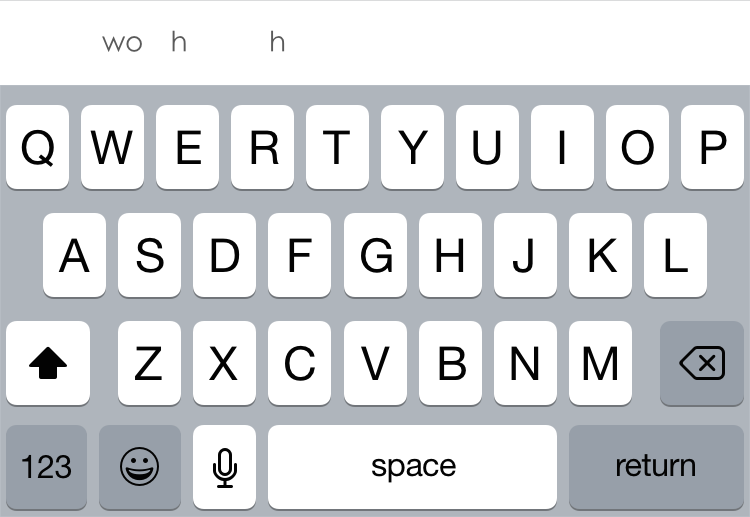 wo h h
Q W E R T Y U I O P
A S D F G H J K L
Z X C V B N M
123 space return